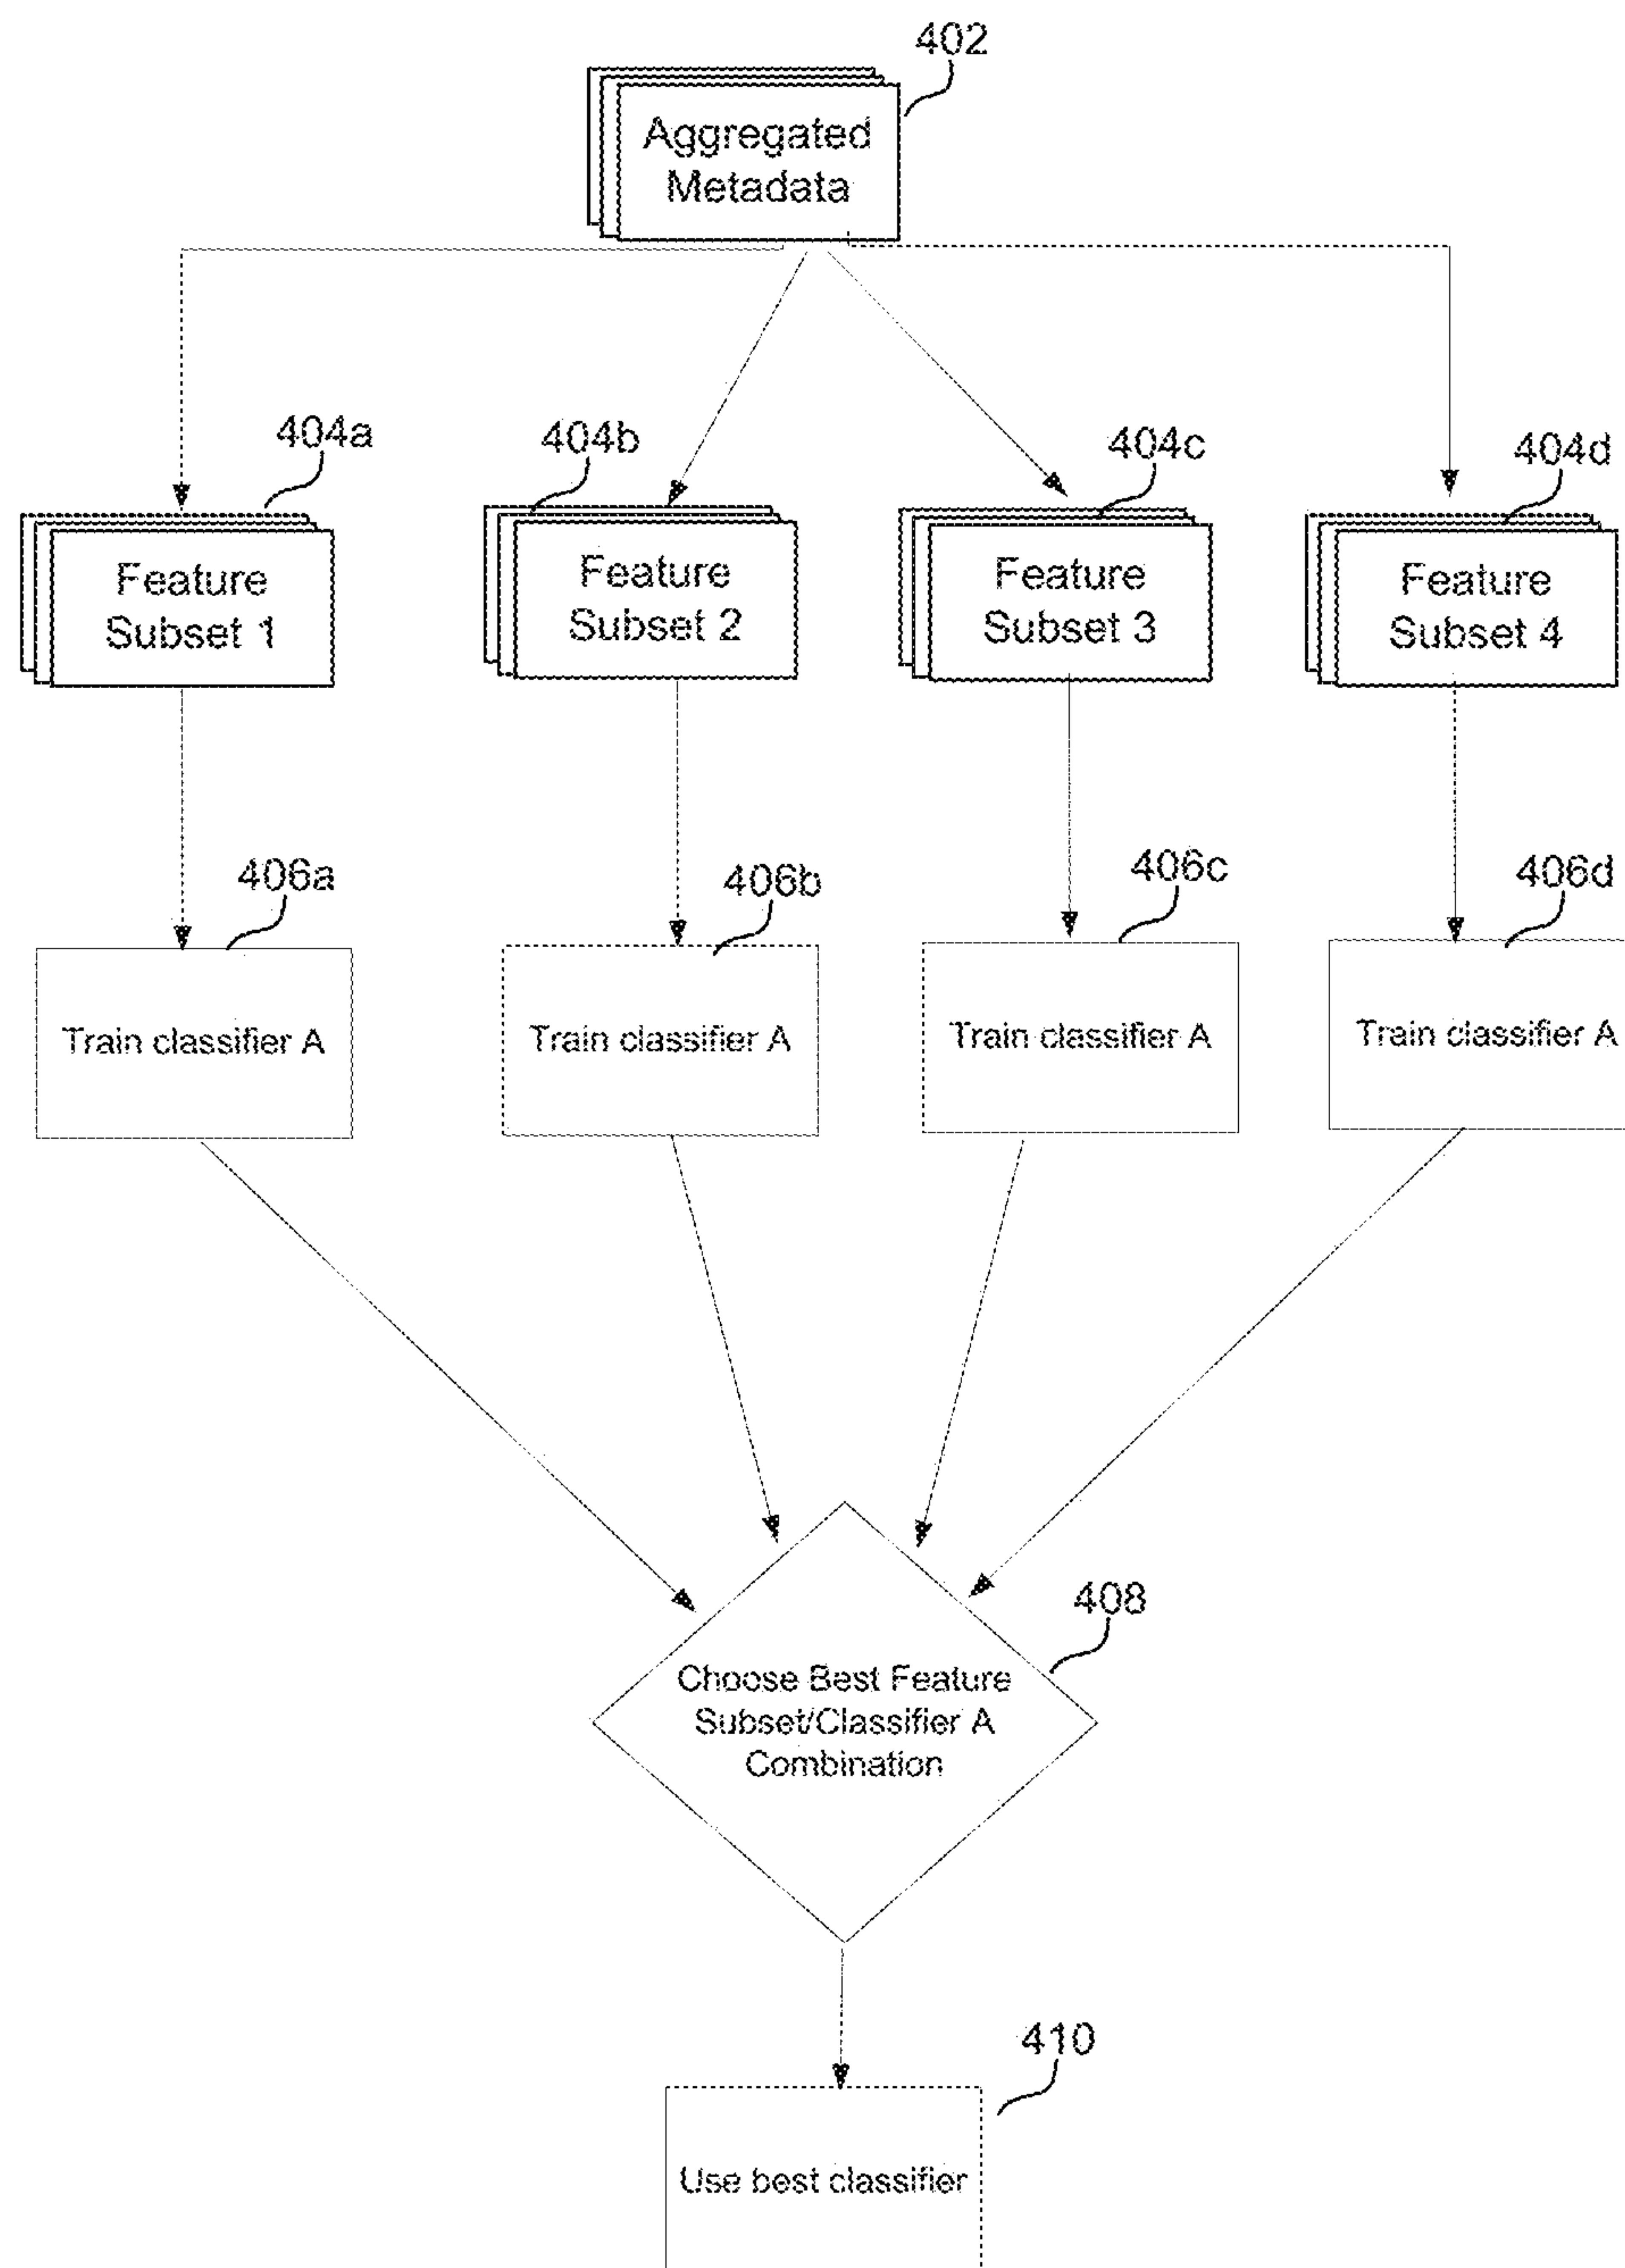 402
Aggregated
Metadata
404a
404b
404c
404d
Feature
Subset 1
Feature
Subset 2
Feature
Subset 3
Feature
Subset 4
406a
406b
406c
406d
Train classifier A
Train classifier A
Train classifier A
Train classifier A
408
Choose Best Feature
Subset/Classifier A
Combination
410
Use best classifier